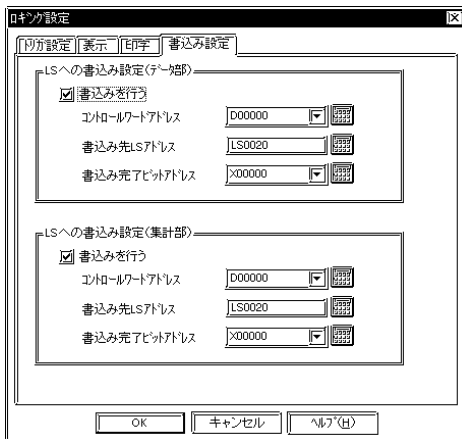 ロキング設定
トリガ設定 表示 印字 書込み設定
LSへの書込み設定(データ部)
書込みを行う
コントロールワードアドレス D00000
書込み先LSアドレス LS0020
書込み完了ビットアドレス X00000
LSへの書込み設定(集計部)
書込みを行う
コントロールワードアドレス D00000
書込み先LSアドレス LS0020
書込み完了ビットアドレス X00000
OK キャンセル ヘルプ(H)